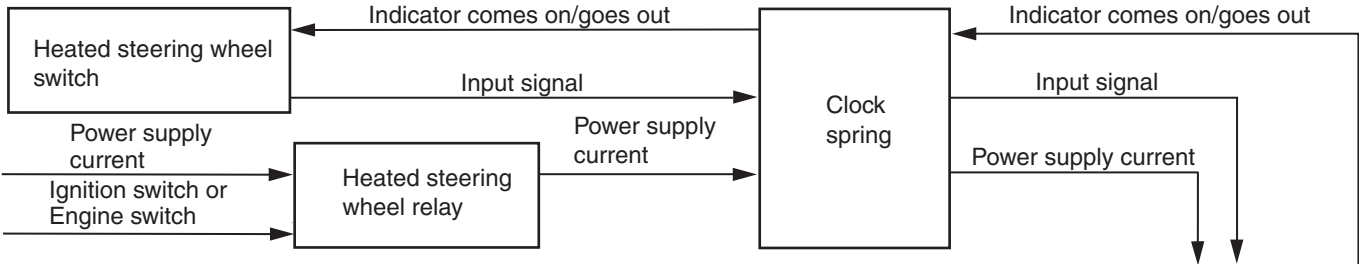 Indicator comes on/goes out
Indicator comes on/goes out
Heated steering wheel
switch
Input signal
Input signal
Clock
spring
Power supply
current
Power supply
current
Power supply current
Heated steering
wheel relay
Ignition switch or
Engine switch